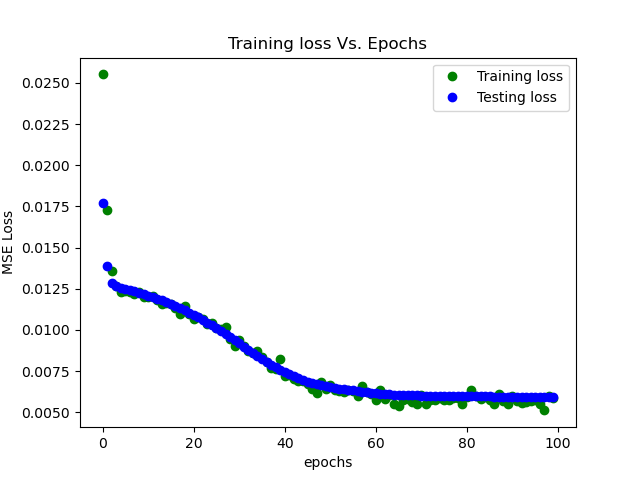 Training loss Vs. Epochs
Training loss
Testing loss
0.0250
0.0225
0.0200
0.0175
0.0150
0.0125
0.0100
0.0075
0.0050
MSE Loss
0 20 40 60 80 100
epochs